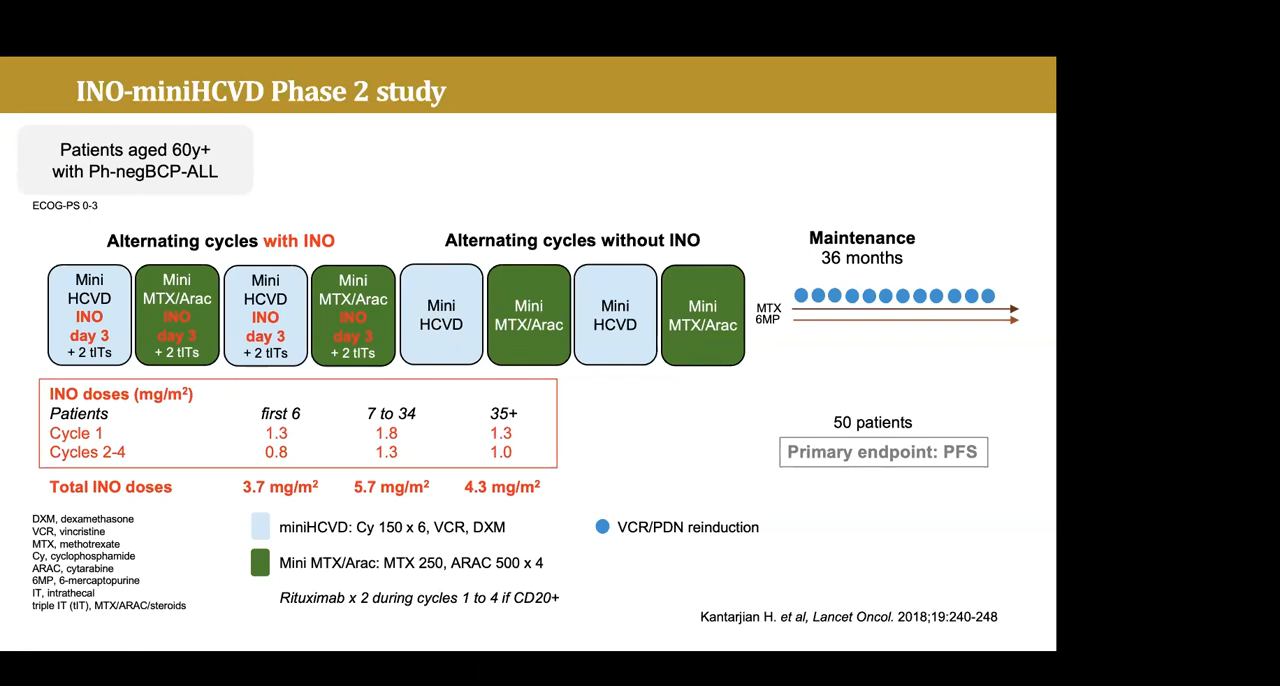 INO-miniHCVD Phase 2 study
Patients aged 60y+
with Ph-negBCP-ALL
ECOG-PS 0-3
Alternating cycles with INO
Alternating cycles without INO
Maintenance
36 months
Mini
HCVD
INO
day 3
+ 2 tITs
Mini
MTX/Arac
INO
day 3
+ 2 tITs
Mini
HCVD
INO
day 3
+ 2 tITs
Mini
MTX/Arac
INO
day 3
+ 2 tITs
Mini
HCVD
Mini
MTX/Arac
Mini
HCVD
Mini
MTX/Arac
MTX
6MP
INO doses (mg/m²)
Patients first 6 7 to 34 35+
Cycle 1 1.3 1.8 1.3
Cycles 2-4 0.8 1.3 1.0
Total INO doses 3.7 mg/m² 5.7 mg/m² 4.3 mg/m²
50 patients
Primary endpoint: PFS
DXM, dexamethasone
VCR, vincristine
MTX, methotrexate
Cy, cyclophosphamide
ARAC, cytarabine
6MP, 6-mercaptopurine
IT, intrathecal
triple IT (tIT), MTX/ARAC/steroids
miniHCVD: Cy 150 x 6, VCR, DXM
Mini MTX/Arac: MTX 250, ARAC 500 x 4
Rituximab x 2 during cycles 1 to 4 if CD20+
VCR/PDN reinduction
Kantarjian H. et al, Lancet Oncol. 2018;19:240-248